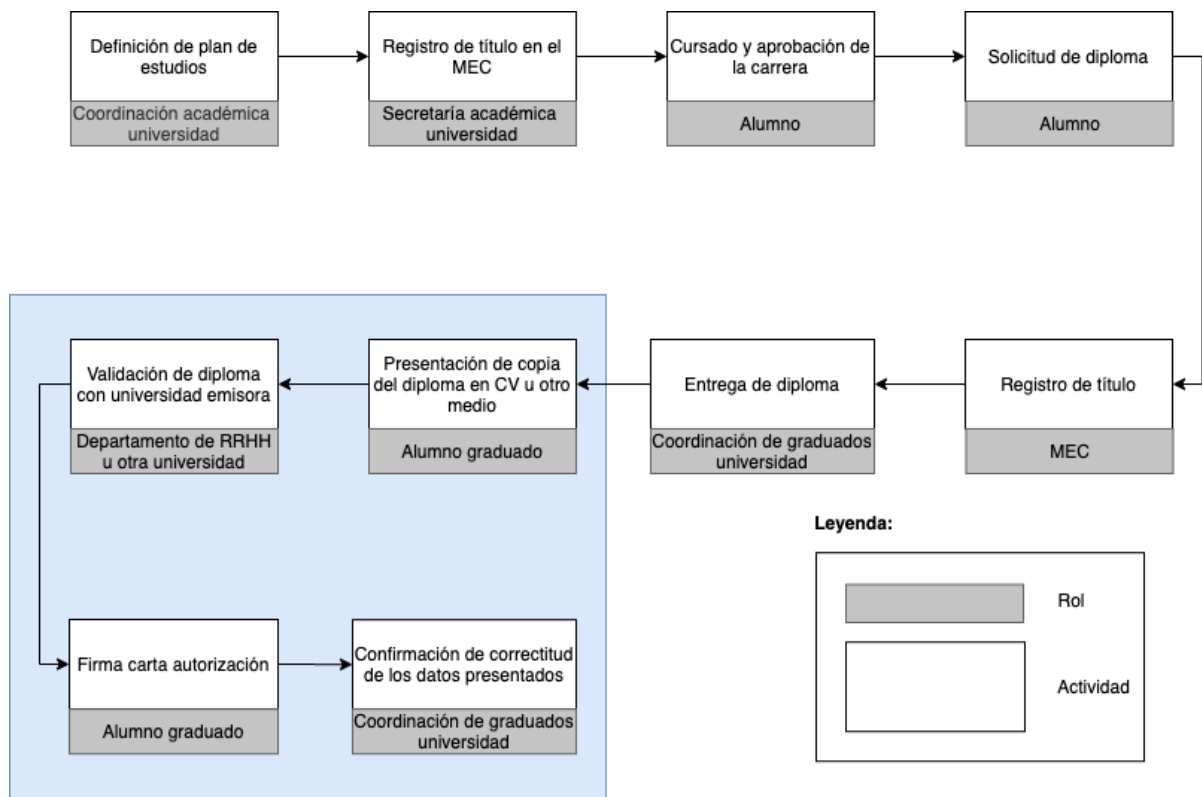 Definición de plan de
estudios
Coordinación académica
universidad
Registro de título en el
MEC
Secretaría académica
universidad
Cursado y aprobación de
la carrera
Alumno
Solicitud de diploma
Alumno
Validación de diploma
con universidad emisora
Departamento de RRHH
u otra universidad
Presentación de copia
del diploma en CV u otro
medio
Alumno graduado
Entrega de diploma
Coordinación de graduados
universidad
Registro de título
MEC
Leyenda:
Rol
Actividad
Firma carta autorización
Alumno graduado
Confirmación de correctitud
de los datos presentados
Coordinación de graduados
universidad